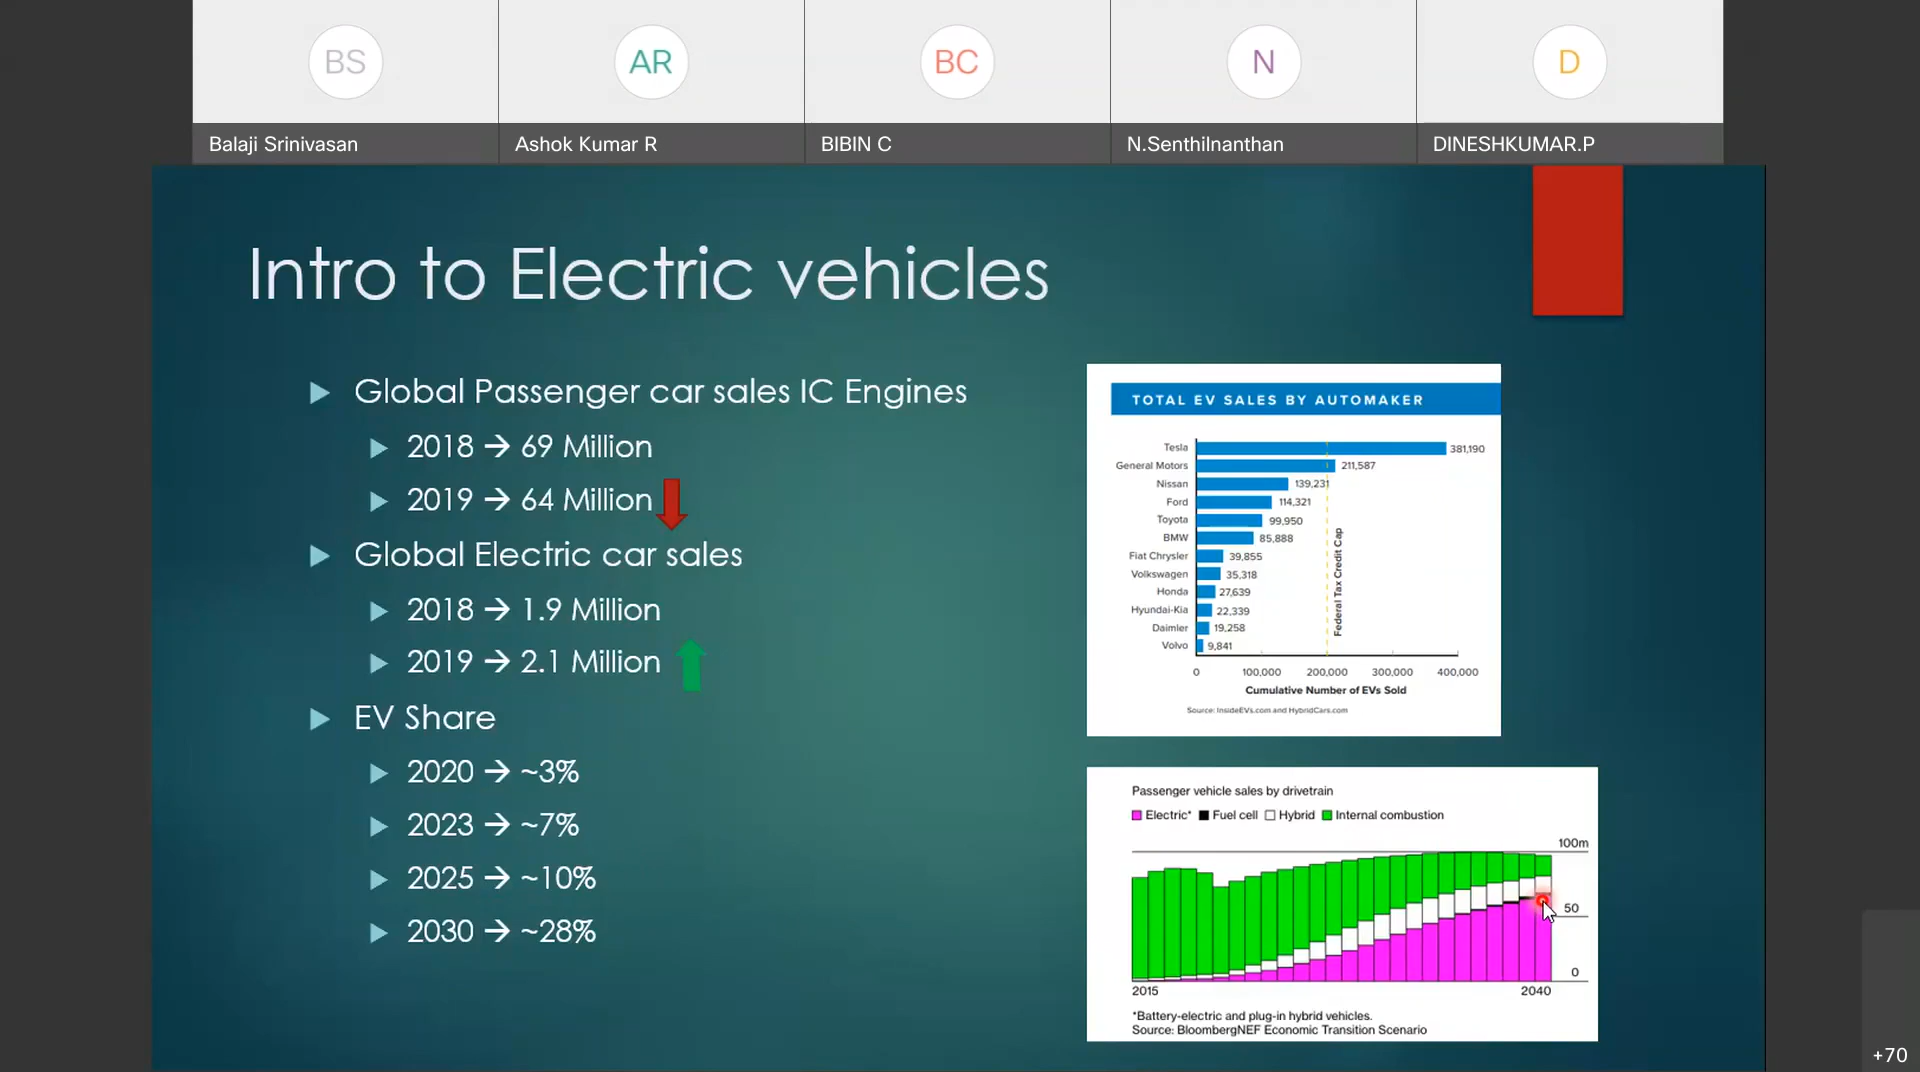 BS
AR
BC
N
D
Balaji Srinivasan
Ashok Kumar R
BIBIN C
N.Senthilnanthan
DINESHKUMAR.P
Intro to Electric vehicles
Global Passenger car sales IC Engines
2018 → 69 Million
2019 → 64 Million
Global Electric car sales
2018 → 1.9 Million
2019 → 2.1 Million
EV Share
2020 → ~3%
2023 → ~7%
2025 → ~10%
2030 → ~28%
TOTAL EV SALES BY AUTOMAKER
Tesla 381,190
General Motors 211,587
Nissan 139,231
Ford 114,321
Toyota 99,950
BMW 85,888
Fiat Chrysler 39,855
Volkswagen 35,318
Honda 27,639
Hyundai-Kia 22,339
Daimler 19,258
Volvo 9,841
Federal Tax Credit Cap
0 100,000 200,000 300,000 400,000
Cumulative Number of EVs Sold
Source: InsideEVs.com and HybridCars.com
Passenger vehicle sales by drivetrain
Electric* Fuel cell Hybrid Internal combustion
100m
50
0
2015 2040
*Battery-electric and plug-in hybrid vehicles.
Source: BloombergNEF Economic Transition Scenario
+70